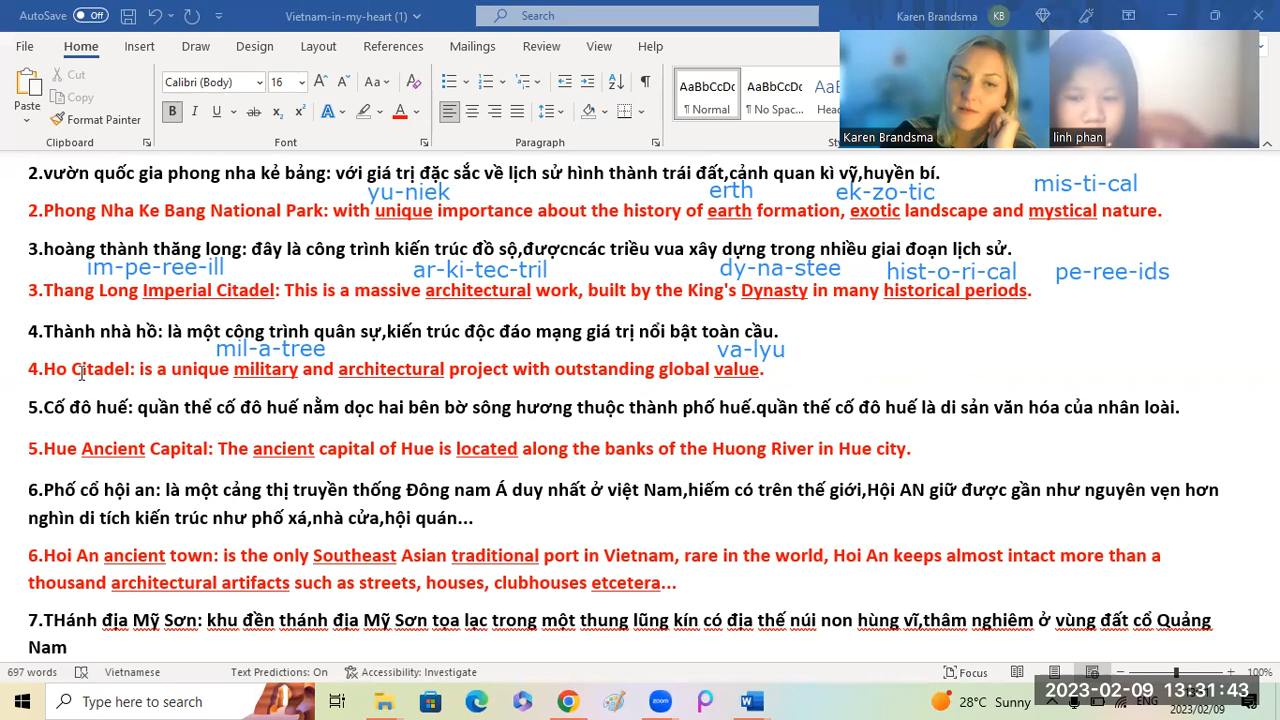 AutoSave Off Vietnam-in-heart (1) Search Karen Brandsma KB
File Home Insert Draw Design Layout References Mailings Review View Help
Cut
Copy
Format Painter
Paste
Calibri (Body) 16
AaBbCcDc AaBbCcDc
¶ Normal ¶ No Spac...
Clipboard Font Paragraph
Karen Brandsma linh phan
2.vườn quốc gia phong nha kẻ bảng: với giá trị đặc sắc về lịch sử hình thành trái đất,cảnh quan kì vỹ,huyền bí.
yu-niek erth ek-zo-tic mis-ti-cal
2.Phong Nha Ke Bang National Park: with unique importance about the history of earth formation, exotic landscape and mystical nature.
3.hoàng thành thăng long: đây là công trình kiến trúc đồ sộ,đượcncác triều vua xây dựng trong nhiều giai đoạn lịch sử.
im-pe-ree-ill ar-ki-tec-tril dy-na-stee hist-o-ri-cal pe-ree-ids
3.Thang Long Imperial Citadel: This is a massive architectural work, built by the King's Dynasty in many historical periods.
4.Thành nhà hồ: là một công trình quân sự,kiến trúc độc đáo mạng giá trị nổi bật toàn cầu.
mil-a-tree va-lyu
4.Ho Citadel: is a unique military and architectural project with outstanding global value.
5.Cố đô huế: quần thể cố đô huế nằm dọc hai bên bờ sông hương thuộc thành phố huế.quần thế cố đô huế là di sản văn hóa của nhân loài.
5.Hue Ancient Capital: The ancient capital of Hue is located along the banks of the Huong River in Hue city.
6.Phố cổ hội an: là một cảng thị truyền thống Đông nam Á duy nhất ở việt Nam,hiếm có trên thế giới,Hội AN giữ được gần như nguyên vẹn hơn
nghìn di tích kiến trúc như phố xá,nhà cửa,hội quán...
6.Hoi An ancient town: is the only Southeast Asian traditional port in Vietnam, rare in the world, Hoi An keeps almost intact more than a
thousand architectural artifacts such as streets, houses, clubhouses etcetera...
7.THánh địa Mỹ Sơn: khu đền thánh địa Mỹ Sơn tọa lạc trong một thung lũng kín có địa thế núi non hùng vĩ,thâm nghiêm ở vùng đất cổ Quảng
Nam
697 words Vietnamese Text Predictions: On Accessibility: Investigate Focus 100%
Type here to search 28°C Sunny ENG
2023-02-09 13:31:43
2023/02/09